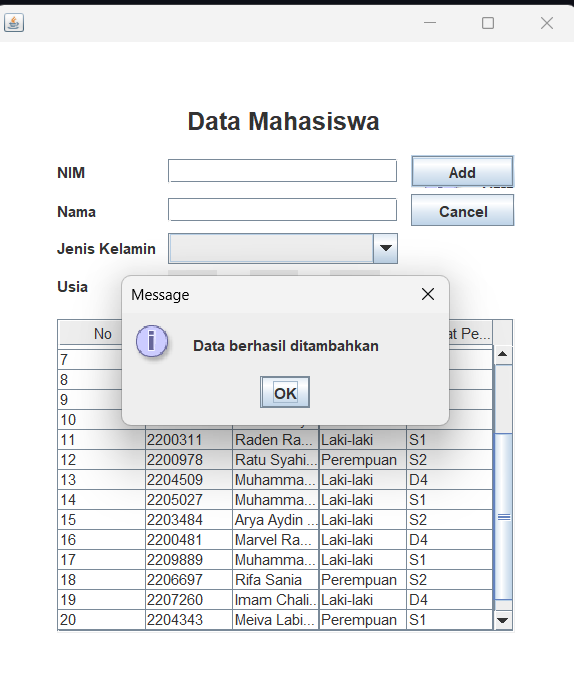 Data Mahasiswa
NIM Add
Nama Cancel
Jenis Kelamin
Usia
Message
Data berhasil ditambahkan
OK
No at Pe...
7
8
9
10
11 2200311 Raden Ra... Laki-laki S1
12 2200978 Ratu Syahi... Perempuan S2
13 2204509 Muhamma... Laki-laki D4
14 2205027 Muhamma... Laki-laki S1
15 2203484 Arya Aydin ... Laki-laki S2
16 2200481 Marvel Ra... Laki-laki D4
17 2209889 Muhamma... Laki-laki S1
18 2206697 Rifa Sania Perempuan S2
19 2207260 Imam Chali... Laki-laki D4
20 2204343 Meiva Labi... Perempuan S1